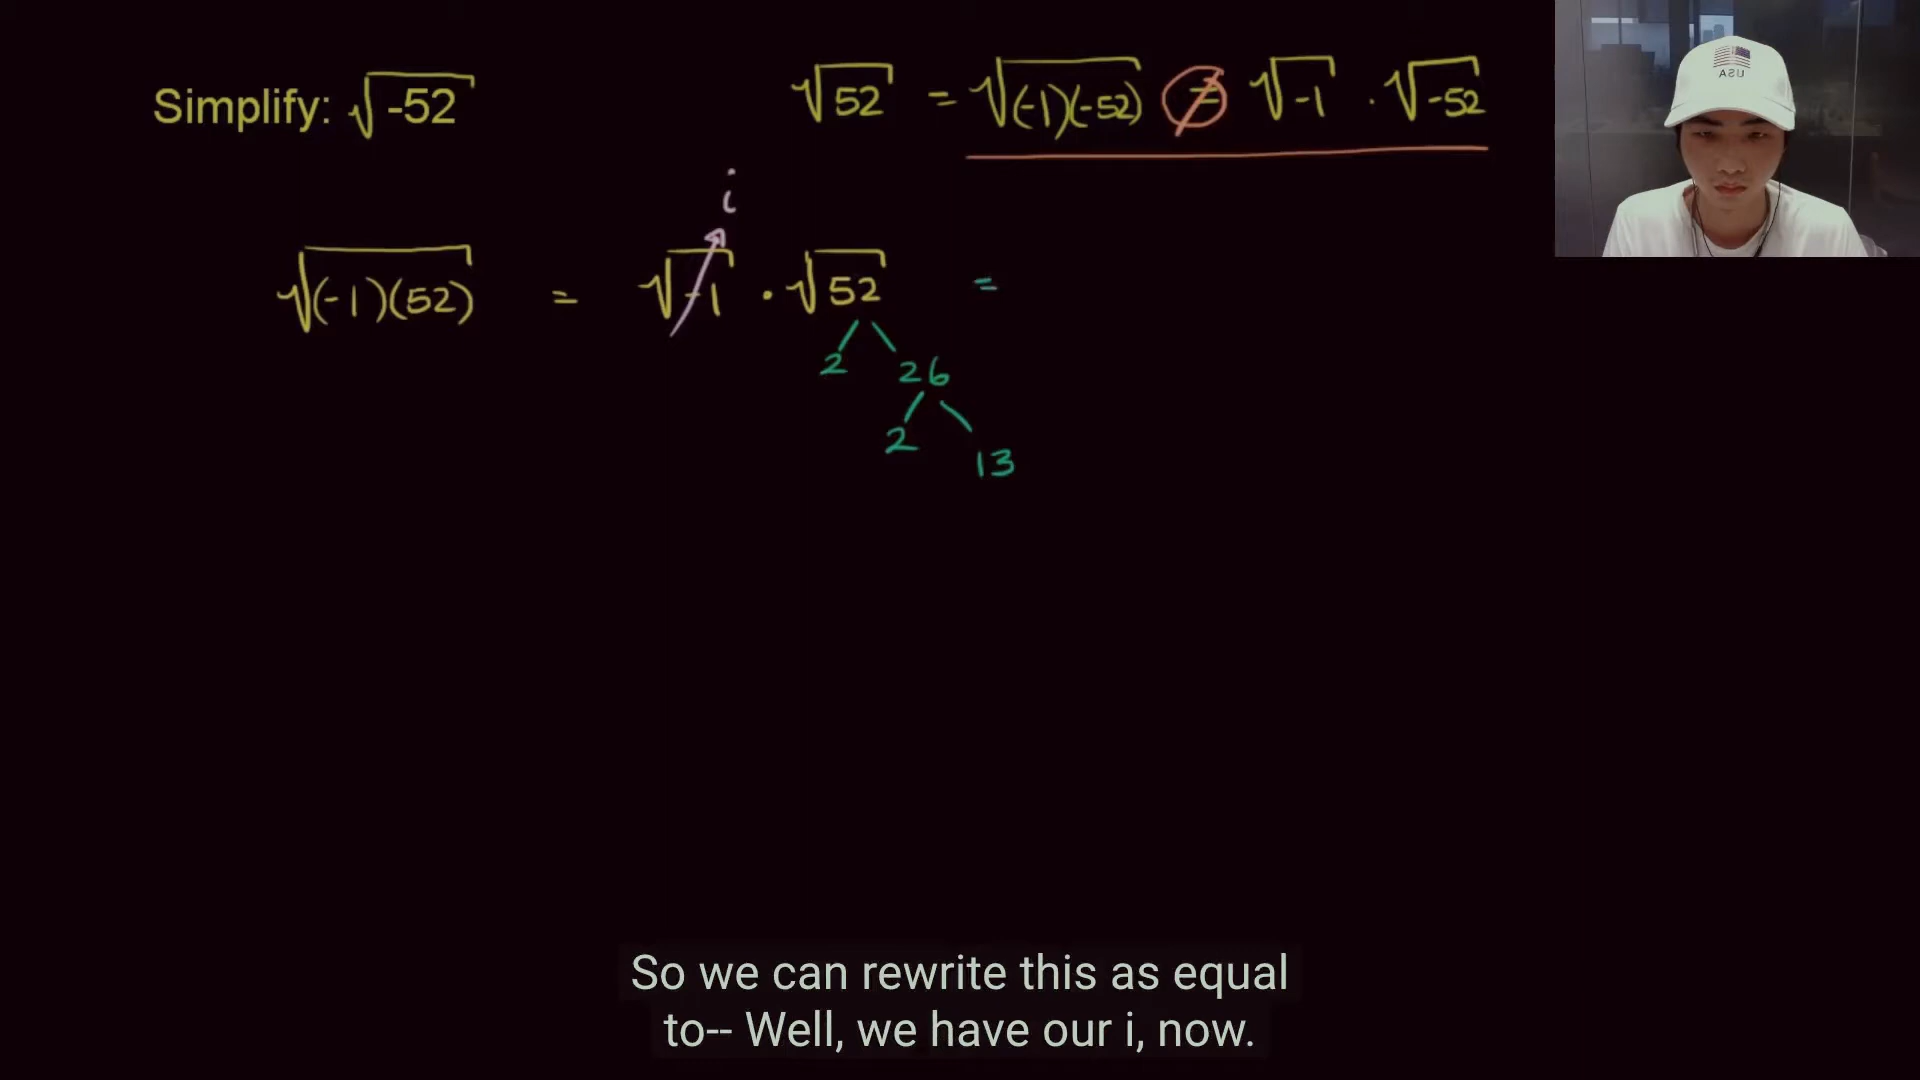 Simplify: √-52
√52 = √(-1)(-52) ≠ √-1 · √-52
USA
i
√(-1)(52) = √-1 · √52 =
2 26
2 13
So we can rewrite this as equal
to-- Well, we have our i, now.